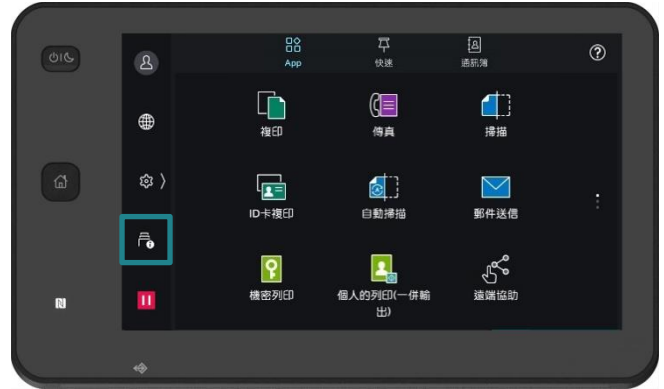 App
快速
通訊簿
複印
傳真
掃描
ID卡複印
自動掃描
郵件送信
機密列印
個人的列印(一併輸
出)
遠端協助